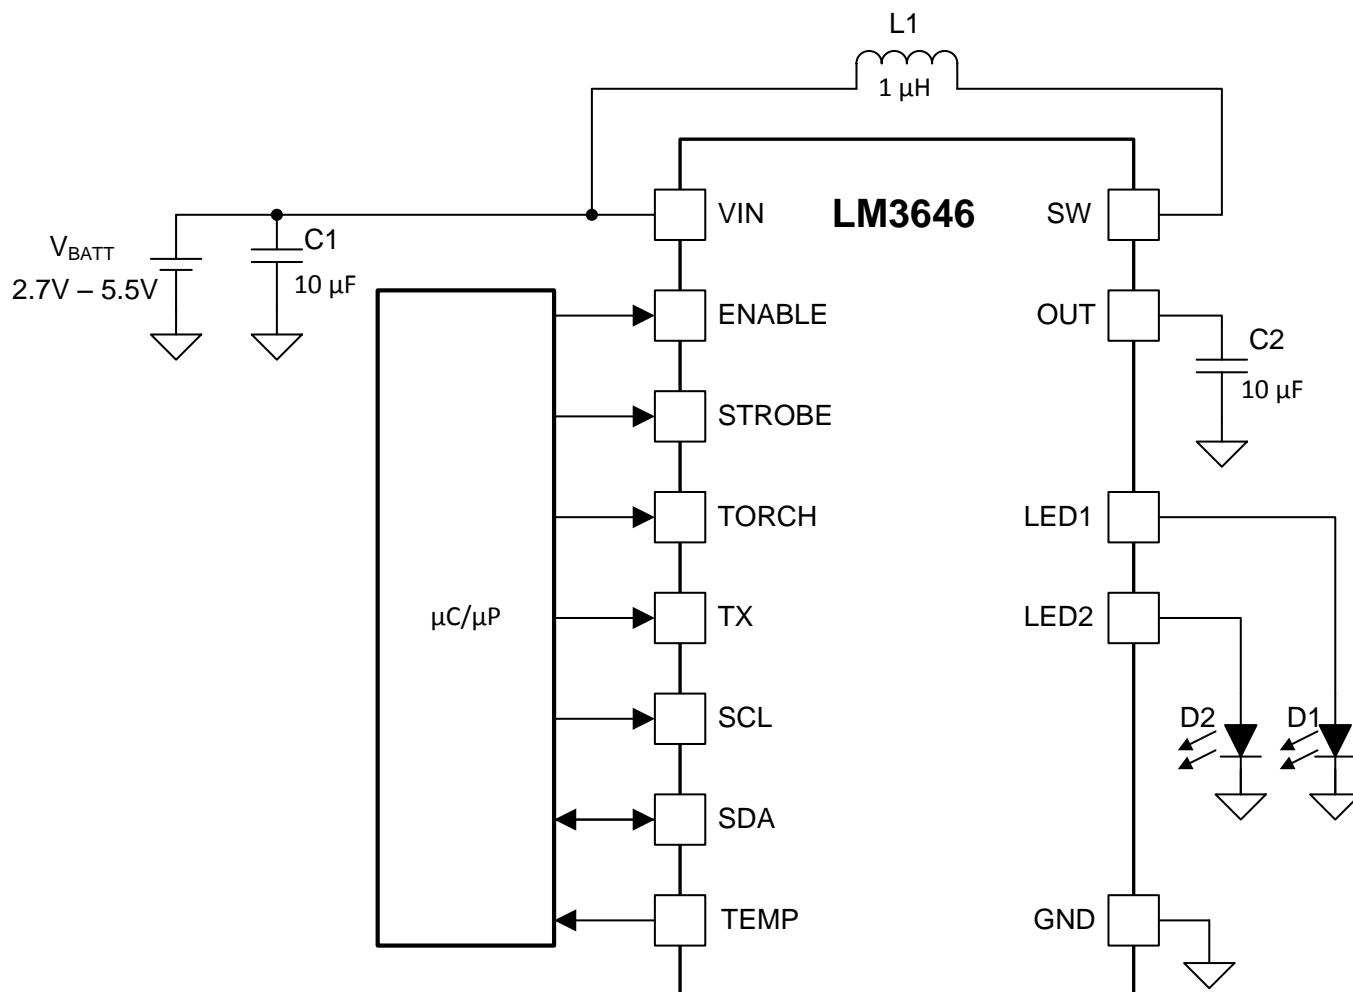 L1
1 µH
VIN
LM3646
SW
VBATT
2.7V – 5.5V
C1
10 µF
ENABLE
OUT
C2
10 µF
STROBE
TORCH
LED1
µC/µP
TX
LED2
SCL
D2
D1
SDA
TEMP
GND